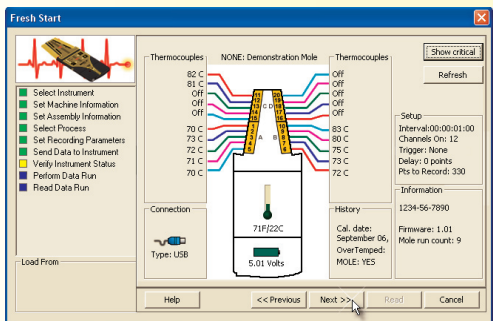 Fresh Start
Select Instrument
Set Machine Information
Set Assembly Information
Select Process
Set Recording Parameters
Send Data to Instrument
Verify Instrument Status
Perform Data Run
Read Data Run
Load From
Thermocouples
NONE: Demonstration Mole
Thermocouples
82 C
81 C
Off
Off
Off
70 C
73 C
72 C
71 C
70 C
11
20
C D
A
B
Off
Off
Off
Off
Off
83 C
80 C
75 C
73 C
72 C
Connection
Type: USB
71F/22C
5.01 Volts
History
Cal. date:
September 06,
OverTemped:
MOLE: YES
Show critical
Refresh
Setup
Interval:00:00:01:00
Channels On: 12
Trigger: None
Delay: 0 points
Pts to Record: 330
Information
1234-56-7890
Firmware: 1.01
Mole run count: 9
Help
<< Previous
Next >>
Read
Cancel